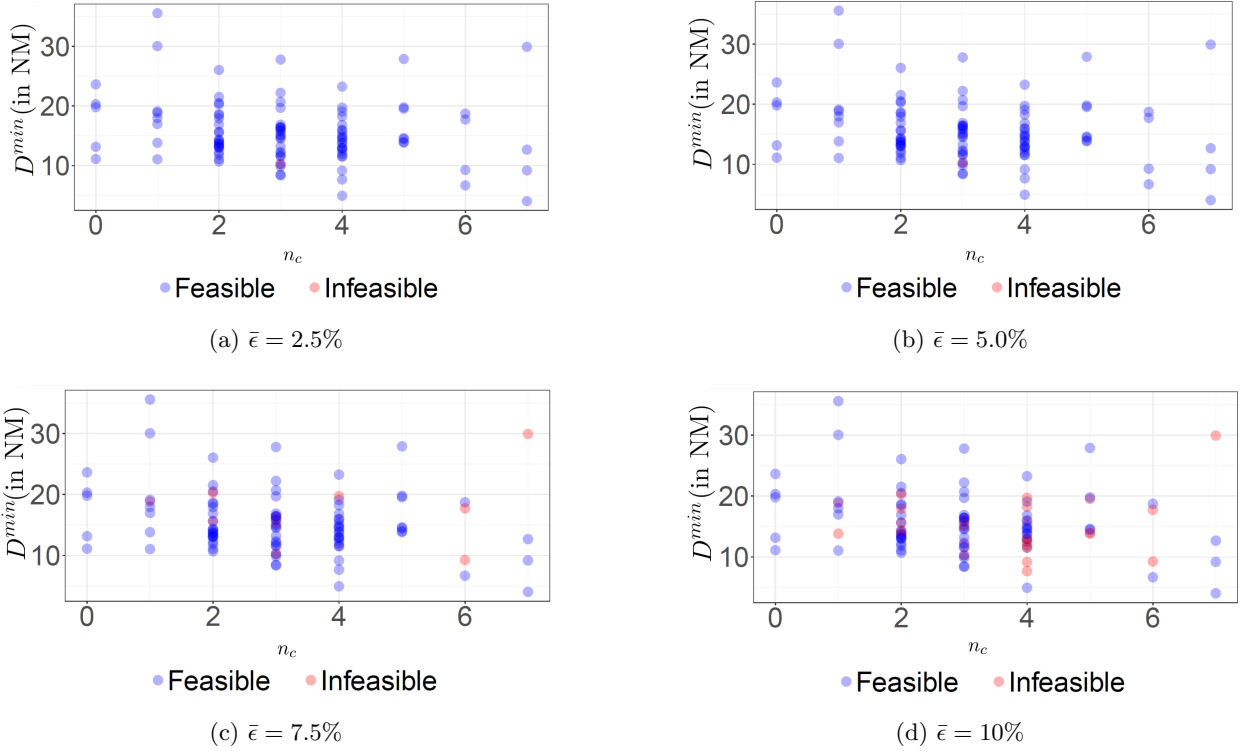 D^{min}(in NM)
30
20
10
0 2 4 6
n_c
Feasible Infeasible
(a) ϵ̄ = 2.5%
D^{min}(in NM)
30
20
10
0 2 4 6
n_c
Feasible Infeasible
(b) ϵ̄ = 5.0%
D^{min}(in NM)
30
20
10
0 2 4 6
n_c
Feasible Infeasible
(c) ϵ̄ = 7.5%
D^{min}(in NM)
30
20
10
0 2 4 6
n_c
Feasible Infeasible
(d) ϵ̄ = 10%